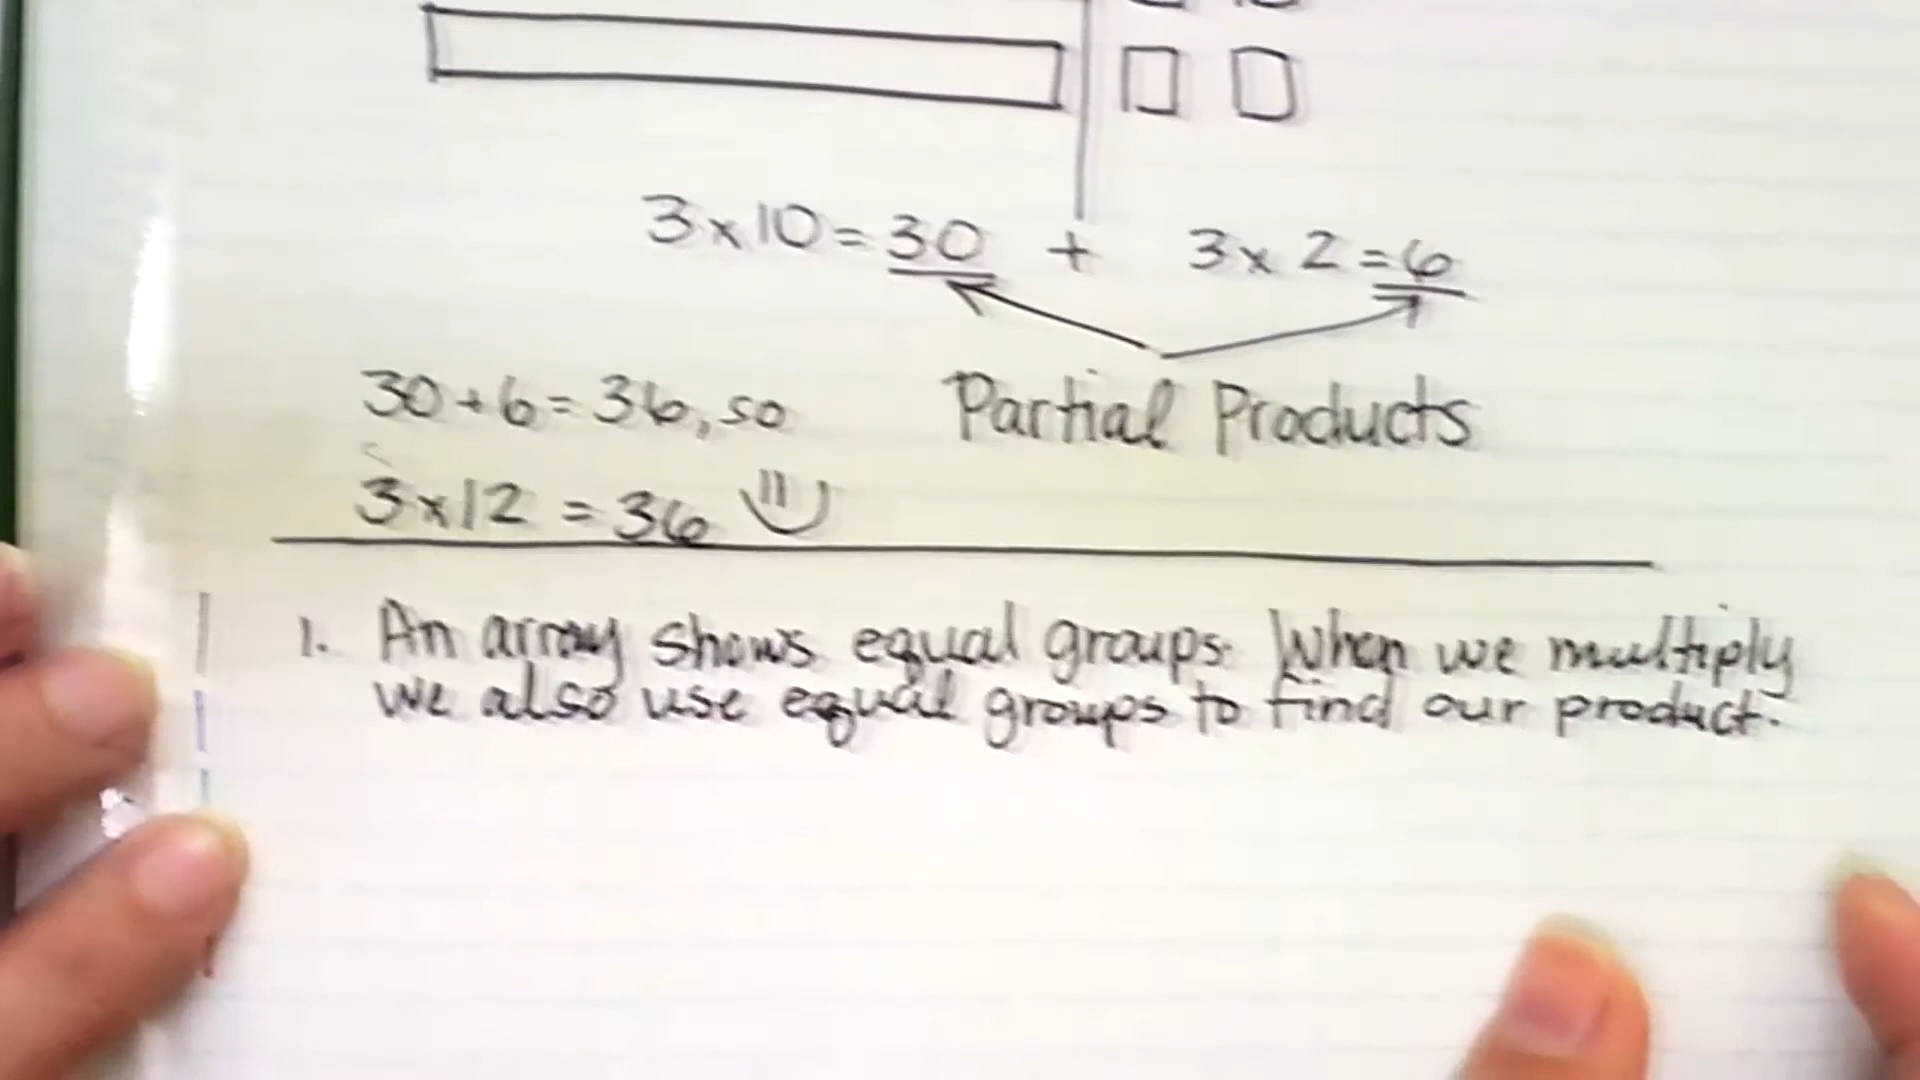 3x10=30 + 3x2=6
30+6=36, so
Partial Products
3x12 = 36
1. An array shows equal groups. When we multiply
we also use equal groups to find our product.